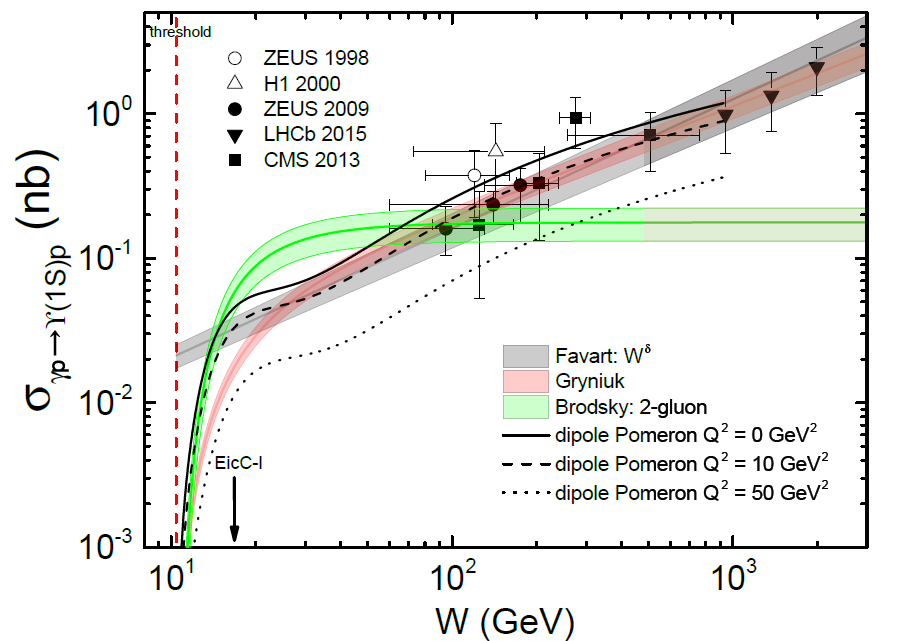 threshold
ZEUS 1998
H1 2000
ZEUS 2009
LHCb 2015
CMS 2013
10⁰
10⁻¹
10⁻²
10⁻³
σγp→ϒ(1S)p (nb)
Favart: Wᵟ
Gryniuk
Brodsky: 2-gluon
dipole Pomeron Q² = 0 GeV²
dipole Pomeron Q² = 10 GeV²
dipole Pomeron Q² = 50 GeV²
EicC-I
10¹
10²
10³
W (GeV)